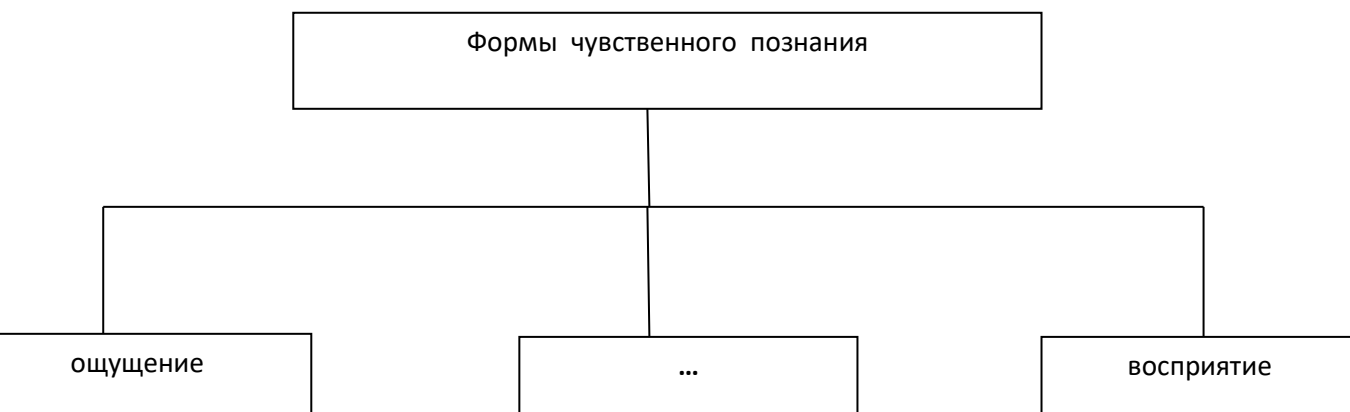 Формы чувственного познания
ощущение
...
восприятие